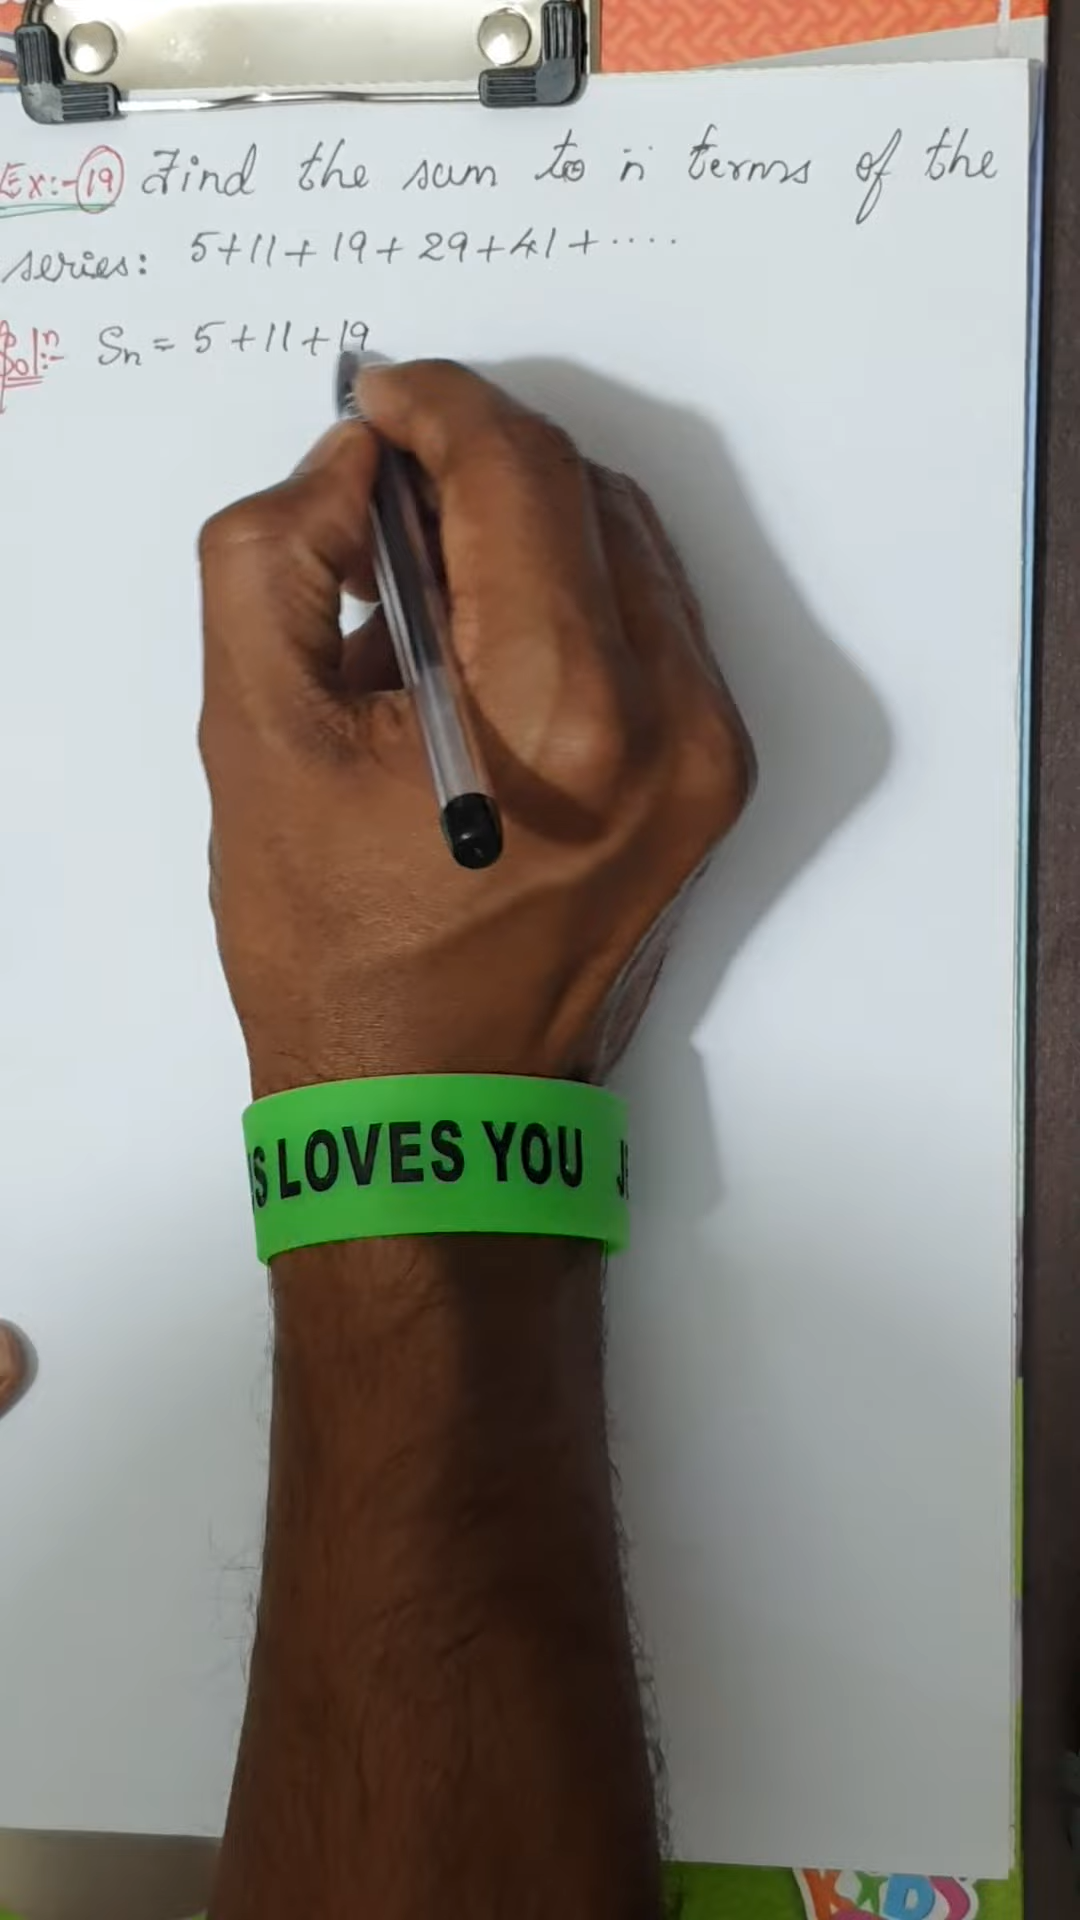 Ex:-19 Find the sum to 'n' terms of the
series: 5+11+19+29+41+....
Solⁿ:- Sn = 5+11+19
LOVES YOU